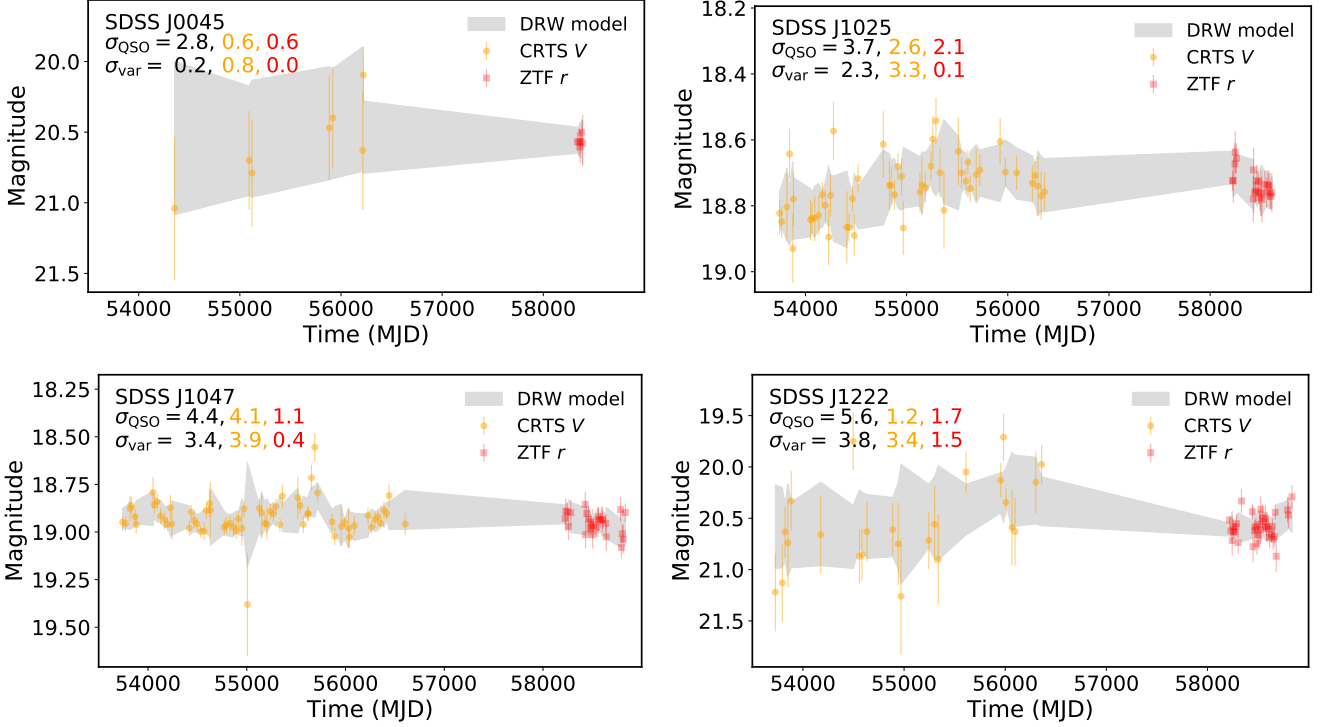 SDSS J0045
σQSO = 2.8, 0.6, 0.6
σvar = 0.2, 0.8, 0.0
DRW model
CRTS V
ZTF r
20.0
20.5
21.0
21.5
Magnitude
54000 55000 56000 57000 58000
Time (MJD)
SDSS J1025
σQSO = 3.7, 2.6, 2.1
σvar = 2.3, 3.3, 0.1
DRW model
CRTS V
ZTF r
18.2
18.4
18.6
18.8
19.0
Magnitude
54000 55000 56000 57000 58000
Time (MJD)
SDSS J1047
σQSO = 4.4, 4.1, 1.1
σvar = 3.4, 3.9, 0.4
DRW model
CRTS V
ZTF r
18.25
18.50
18.75
19.00
19.25
19.50
Magnitude
54000 55000 56000 57000 58000
Time (MJD)
SDSS J1222
σQSO = 5.6, 1.2, 1.7
σvar = 3.8, 3.4, 1.5
DRW model
CRTS V
ZTF r
19.5
20.0
20.5
21.0
21.5
Magnitude
54000 55000 56000 57000 58000
Time (MJD)